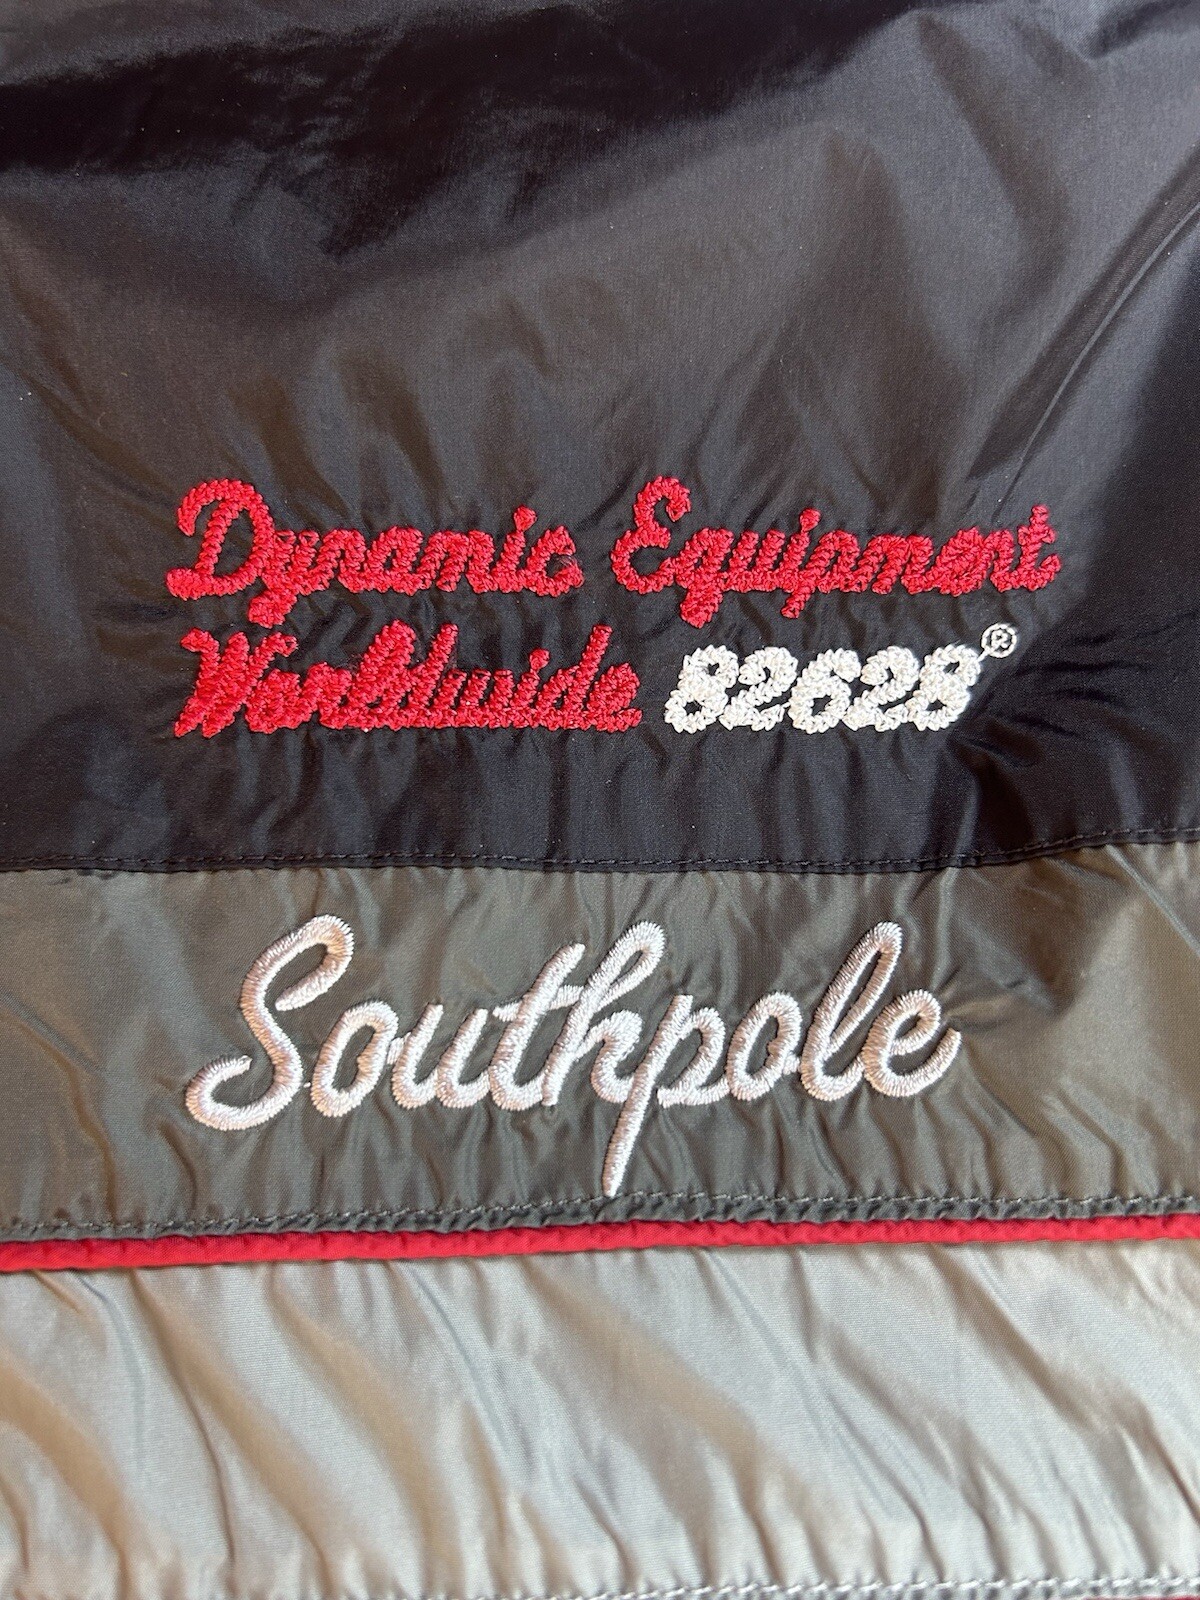 Dynamic Equipment
Worldwide 82628®
Southpole